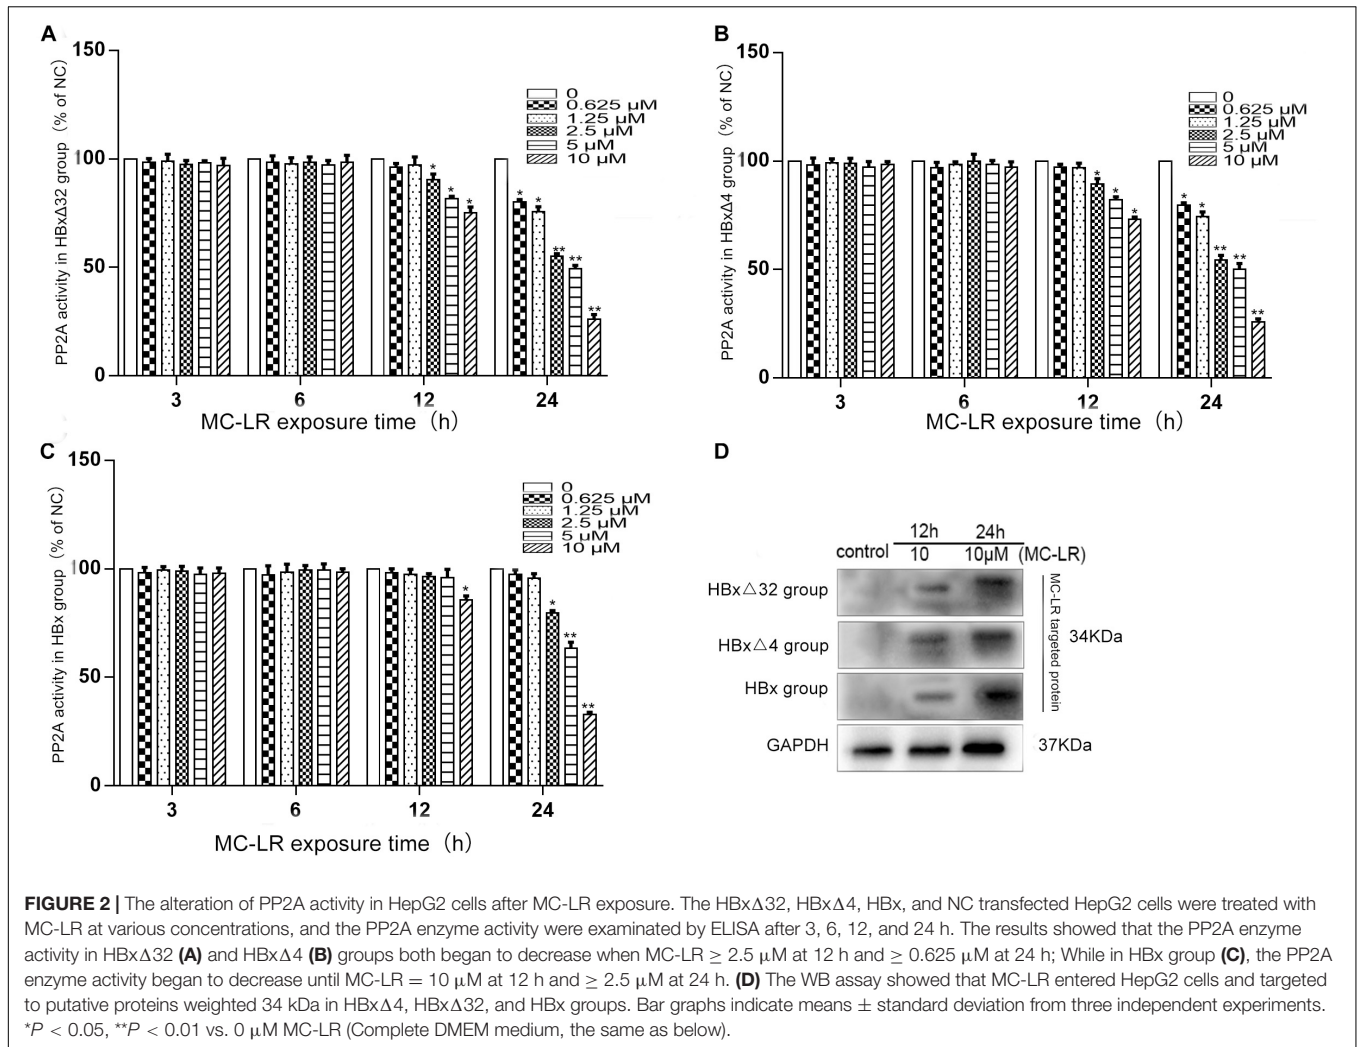 A
150
100
50
0
PP2A activity in HBxΔ32 group (% of NC)
0
0.625 μM
1.25 μM
2.5 μM
5 μM
10 μM
*
*
*
*
*
**
**
**
3
6
12
24
MC-LR exposure time (h)
B
150
100
50
0
PP2A activity in HBxΔ4 group (% of NC)
0
0.625 μM
1.25 μM
2.5 μM
5 μM
10 μM
*
*
*
*
*
**
**
**
3
6
12
24
MC-LR exposure time (h)
C
150
100
50
0
PP2A activity in HBx group (% of NC)
0
0.625 μM
1.25 μM
2.5 μM
5 μM
10 μM
*
*
**
**
3
6
12
24
MC-LR exposure time (h)
D
12h 24h
control 10 10μM (MC-LR)
HBx△32 group
HBx△4 group
HBx group
GAPDH
MC-LR targeted protein
34KDa
37KDa
FIGURE 2 | The alteration of PP2A activity in HepG2 cells after MC-LR exposure. The HBxΔ32, HBxΔ4, HBx, and NC transfected HepG2 cells were treated with
MC-LR at various concentrations, and the PP2A enzyme activity were examined by ELISA after 3, 6, 12, and 24 h. The results showed that the PP2A enzyme
activity in HBxΔ32 (A) and HBxΔ4 (B) groups both began to decrease when MC-LR ≥ 2.5 μM at 12 h and ≥ 0.625 μM at 24 h; While in HBx group (C), the PP2A
enzyme activity began to decrease until MC-LR = 10 μM at 12 h and ≥ 2.5 μM at 24 h. (D) The WB assay showed that MC-LR entered HepG2 cells and targeted
to putative proteins weighted 34 kDa in HBxΔ4, HBxΔ32, and HBx groups. Bar graphs indicate means ± standard deviation from three independent experiments.
*P < 0.05, **P < 0.01 vs. 0 μM MC-LR (Complete DMEM medium, the same as below).